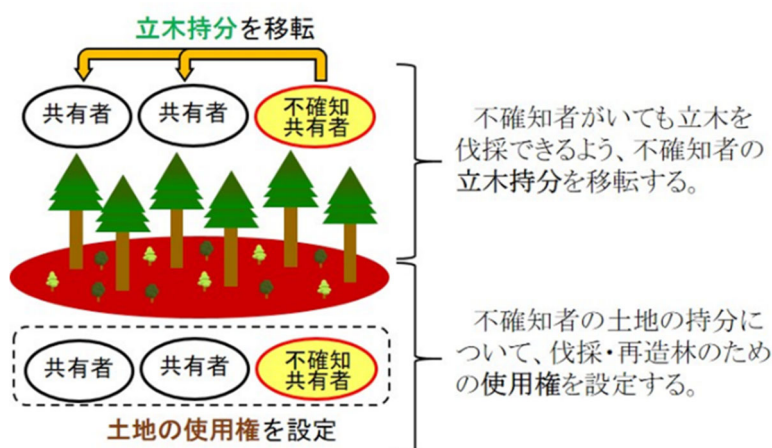 立木持分を移転
共有者
共有者
不確知
共有者
不確知者がいても立木を
伐採できるよう、不確知者の
立木持分を移転する。
共有者
共有者
不確知
共有者
不確知者の土地の持分に
ついて、伐採・再造林のため
の使用権を設定する。
土地の使用権を設定